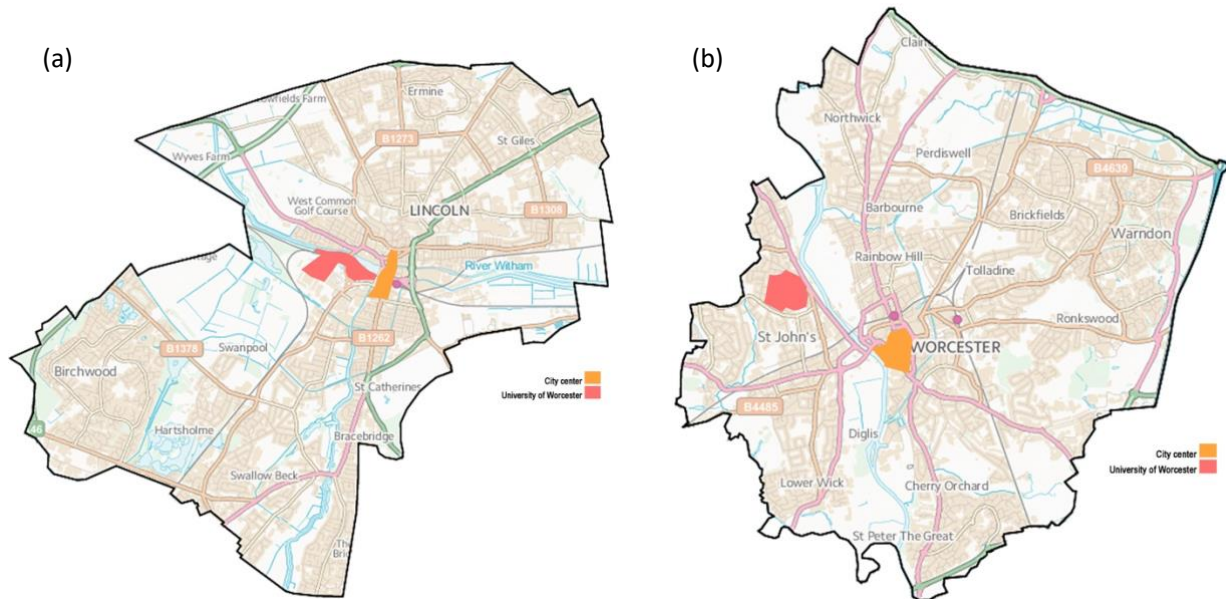 (a)
Ermine
B1273
St Giles
Wyves Farm
West Common
Golf Course
LINCOLN
B1308
River Witham
B1378
Swanpool
B1262
Birchwood
St Catherines
Hartsholme
Bracebridge
46
Swallow Beck
City center
University of Worcester
(b)
Northwick
Perdiswell
B4639
Barbourne
Brickfields
Warndon
Rainbow Hill
Tolladine
Ronkswood
St John's
WORCESTER
B4485
Diglis
Lower Wick
Cherry Orchard
St Peter The Great
City center
University of Worcester